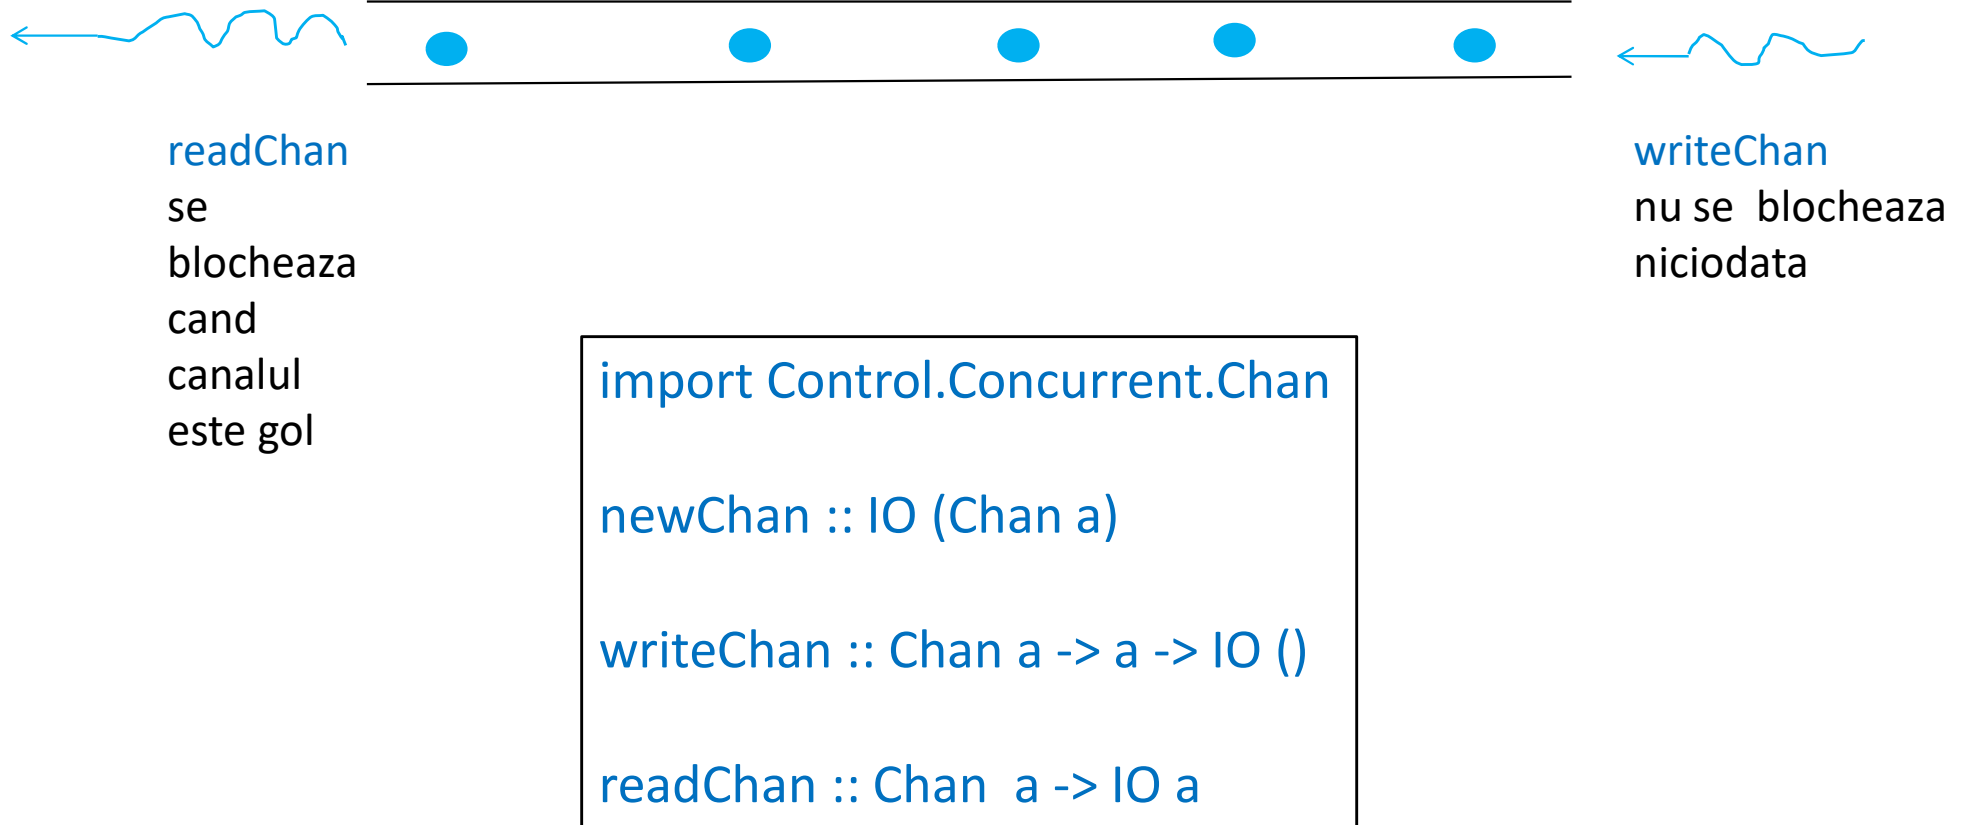 readChan
se
blocheaza
cand
canalul
este gol
writeChan
nu se  blocheaza
niciodata
import Control.Concurrent.Chan
newChan :: IO (Chan a)
writeChan :: Chan a -> a -> IO ()
readChan :: Chan  a -> IO a